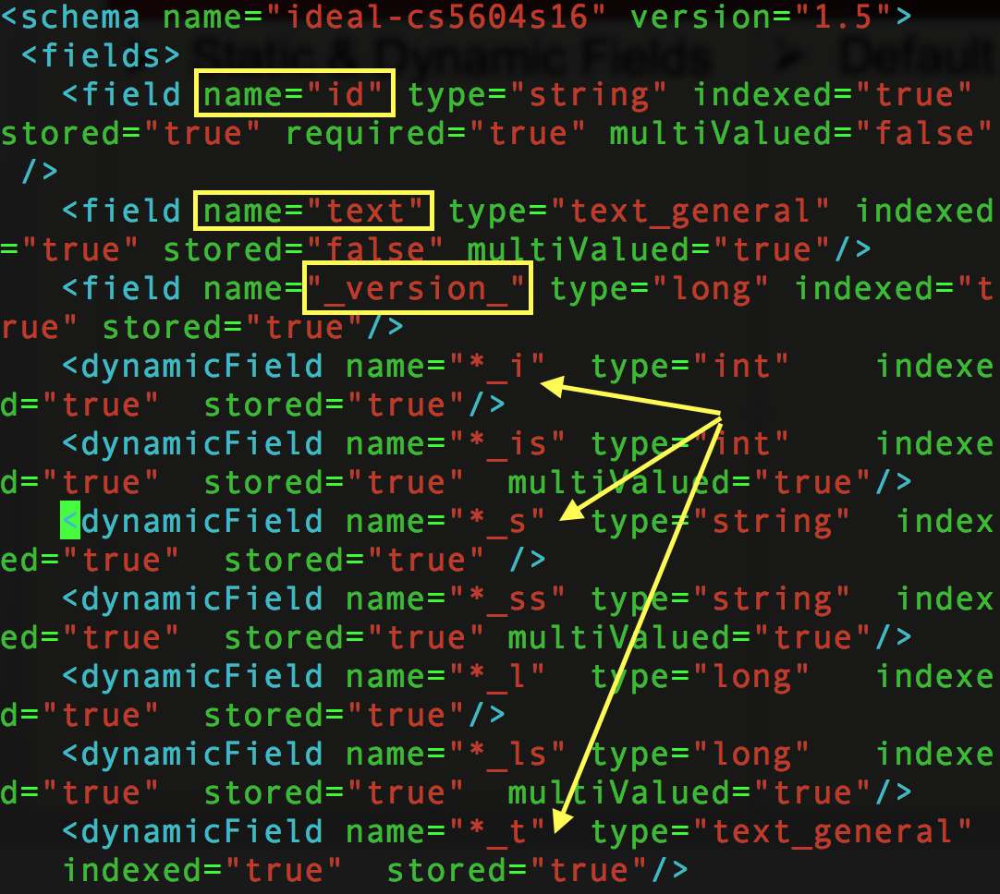 <schema name="ideal-cs5604s16" version="1.5">
Static & Dynamic Fields ➢ Default
<fields>
<field name="id" type="string" indexed="true"
stored="true" required="true" multiValued="false"
/>
<field name="text" type="text_general" indexed
="true" stored="false" multiValued="true"/>
<field name="_version_" type="long" indexed="t
rue" stored="true"/>
<dynamicField name="*_i" type="int" indexe
d="true" stored="true"/>
<dynamicField name="*_is" type="int" indexe
d="true" stored="true" multiValued="true"/>
<dynamicField name="*_s" type="string" index
ed="true" stored="true" />
<dynamicField name="*_ss" type="string" index
ed="true" stored="true" multiValued="true"/>
<dynamicField name="*_l" type="long" indexe
d="true" stored="true"/>
<dynamicField name="*_ls" type="long" indexe
d="true" stored="true" multiValued="true"/>
<dynamicField name="*_t" type="text_general"
indexed="true" stored="true"/>